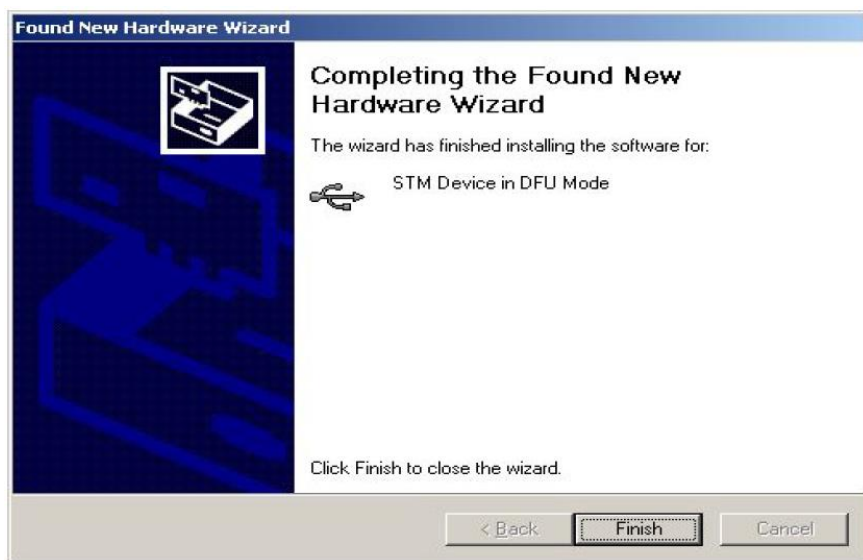 Found New Hardware Wizard
Completing the Found New
Hardware Wizard
The wizard has finished installing the software for:
STM Device in DFU Mode
Click Finish to close the wizard.
< Back
Finish
Cancel